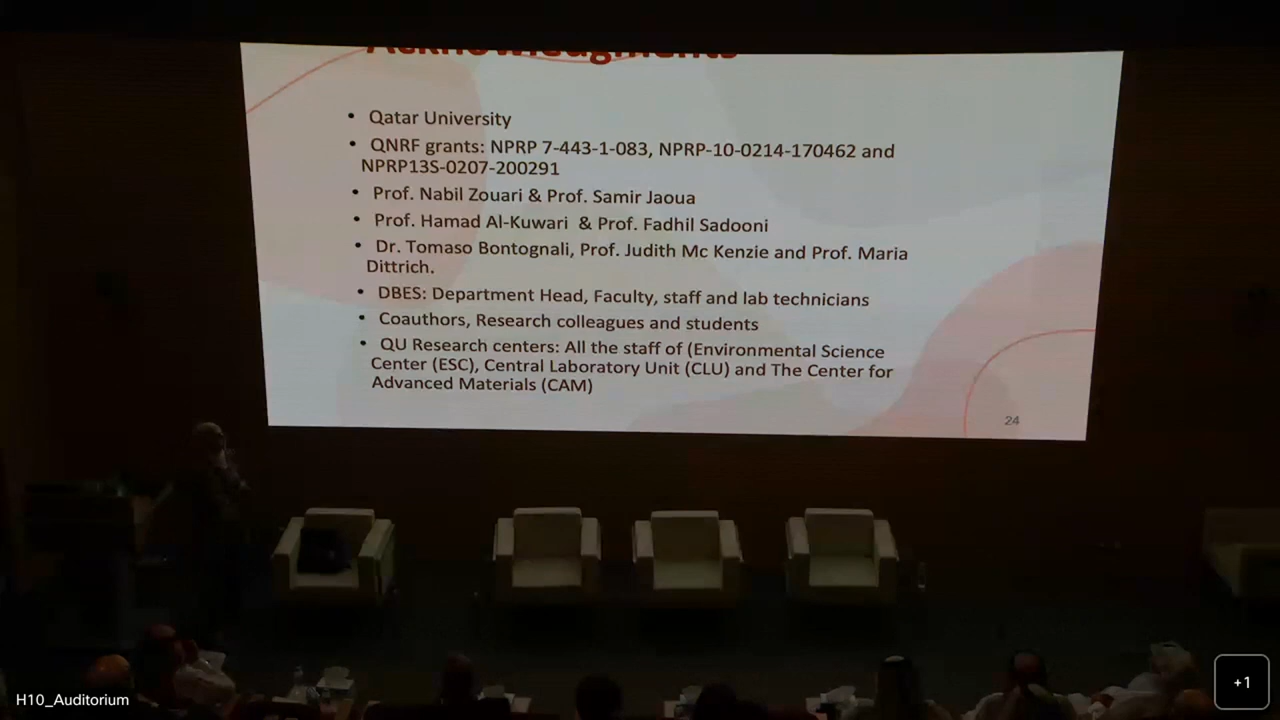 Acknowledgments
• Qatar University
• QNRF grants: NPRP 7-443-1-083, NPRP-10-0214-170462 and
NPRP13S-0207-200291
• Prof. Nabil Zouari & Prof. Samir Jaoua
• Prof. Hamad Al-Kuwari & Prof. Fadhil Sadooni
• Dr. Tomaso Bontognali, Prof. Judith Mc Kenzie and Prof. Maria
Dittrich.
• DBES: Department Head, Faculty, staff and lab technicians
• Coauthors, Research colleagues and students
• QU Research centers: All the staff of (Environmental Science
Center (ESC), Central Laboratory Unit (CLU) and The Center for
Advanced Materials (CAM)
24
H10_Auditorium
+1